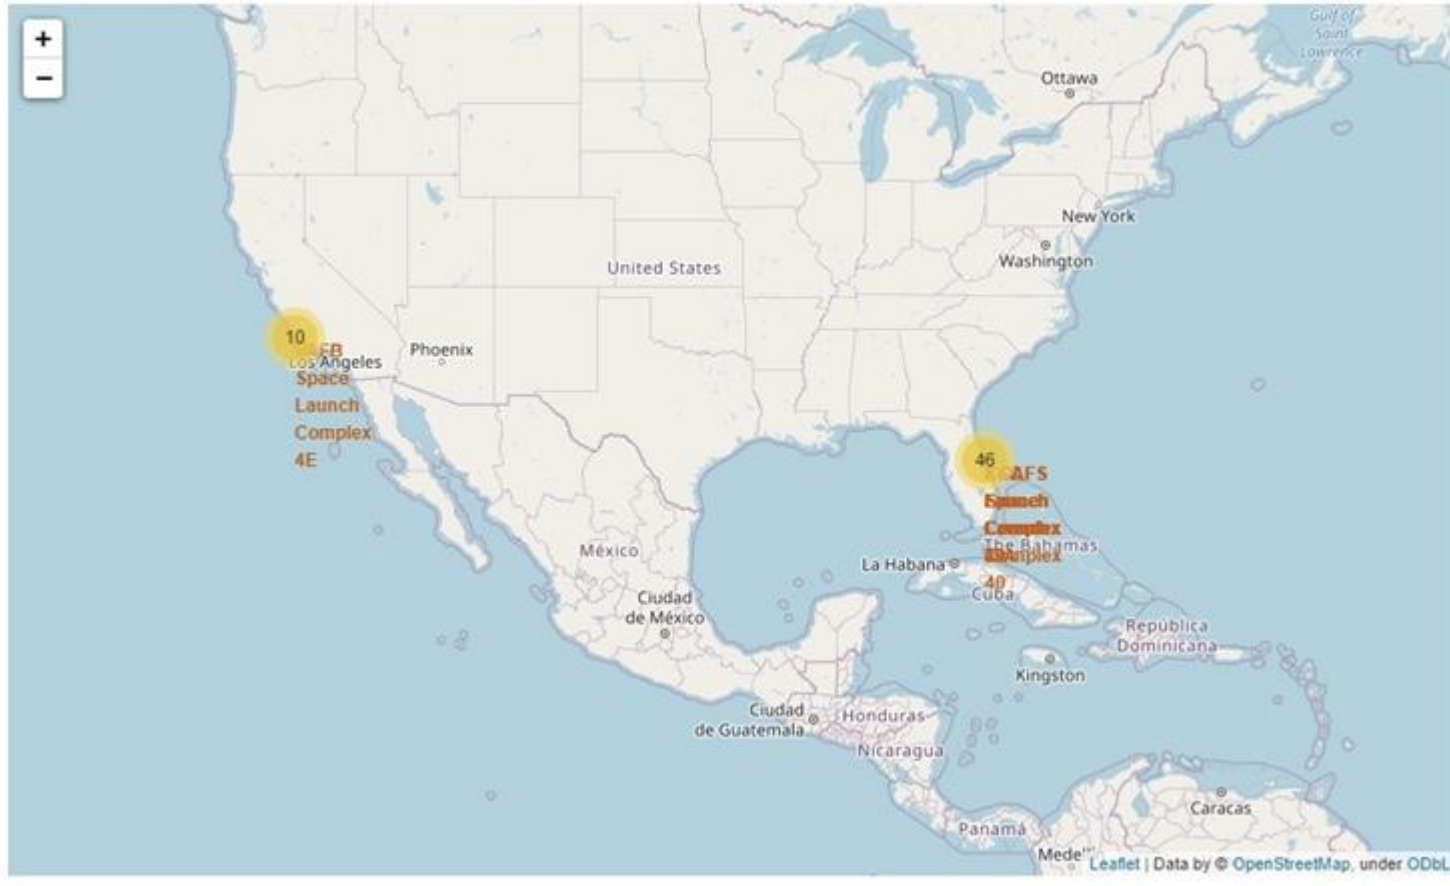 +
−
Gulf of
Saint
Lawrence
Ottawa
New York
Washington
United States
10
Los Angeles
Phoenix
Space
Launch
Complex
4E
46
México
The Bahamas
La Habana
Complex
40
Cuba
Ciudad
de México
República
Dominicana
Kingston
Ciudad
de Guatemala
Honduras
Nicaragua
Caracas
Panamá
Leaflet | Data by © OpenStreetMap, under ODbL